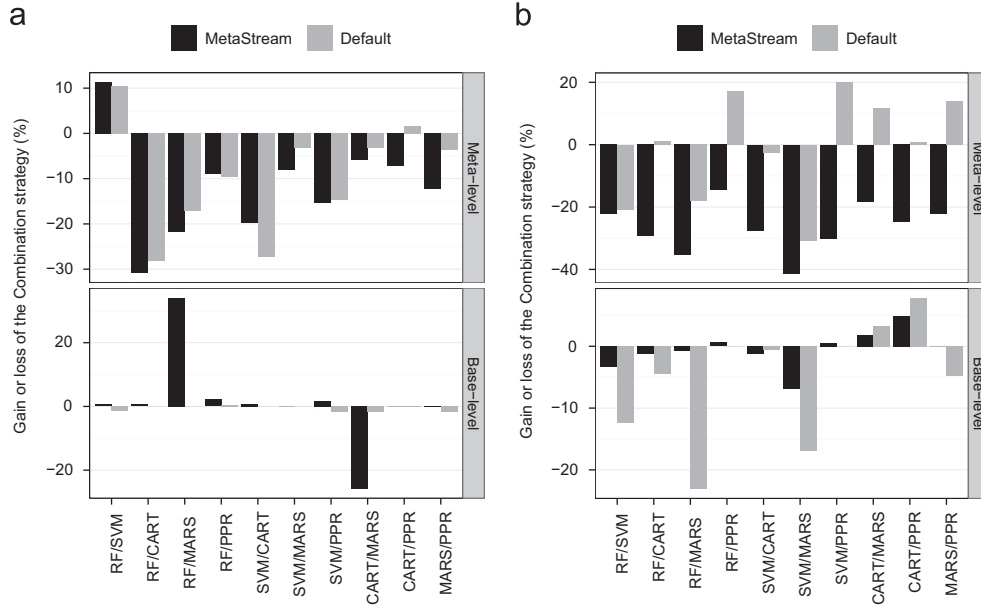 a
MetaStream Default
Gain or loss of the Combination strategy (%)
10
0
−10
−20
−30
Meta−level
20
0
−20
Base−level
RF/SVM
RF/CART
RF/MARS
RF/PPR
SVM/CART
SVM/MARS
SVM/PPR
CART/MARS
CART/PPR
MARS/PPR
b
MetaStream Default
Gain or loss of the Combination strategy (%)
20
0
−20
−40
Meta−level
0
−10
−20
Base−level
RF/SVM
RF/CART
RF/MARS
RF/PPR
SVM/CART
SVM/MARS
SVM/PPR
CART/MARS
CART/PPR
MARS/PPR